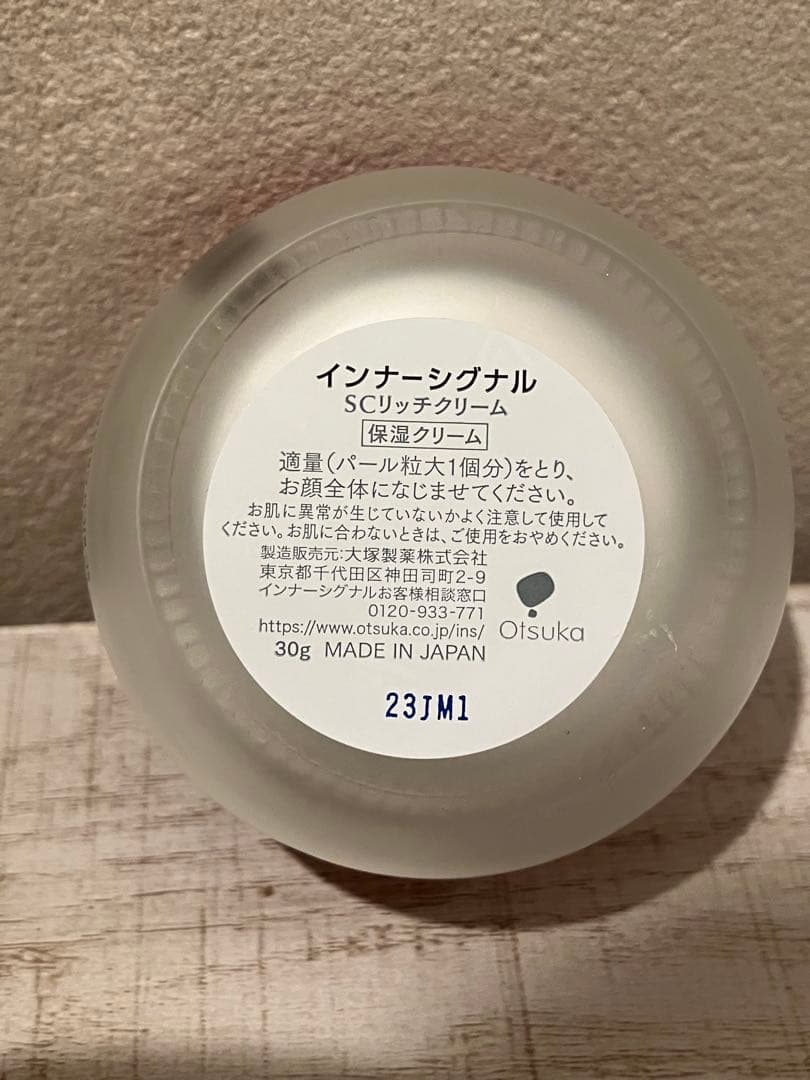 インナーシグナル
SCリッチクリーム
保湿クリーム
適量(パール粒大1個分)をとり、
お顔全体になじませてください。
お肌に異常が生じていないかよく注意して使用して
ください。お肌に合わないときは、ご使用をおやめください。
製造販売元:大塚製薬株式会社
東京都千代田区神田司町2-9
インナーシグナルお客様相談窓口
0120-933-771
https://www.otsuka.co.jp/ins/
Otsuka
30g MADE IN JAPAN
23JM1